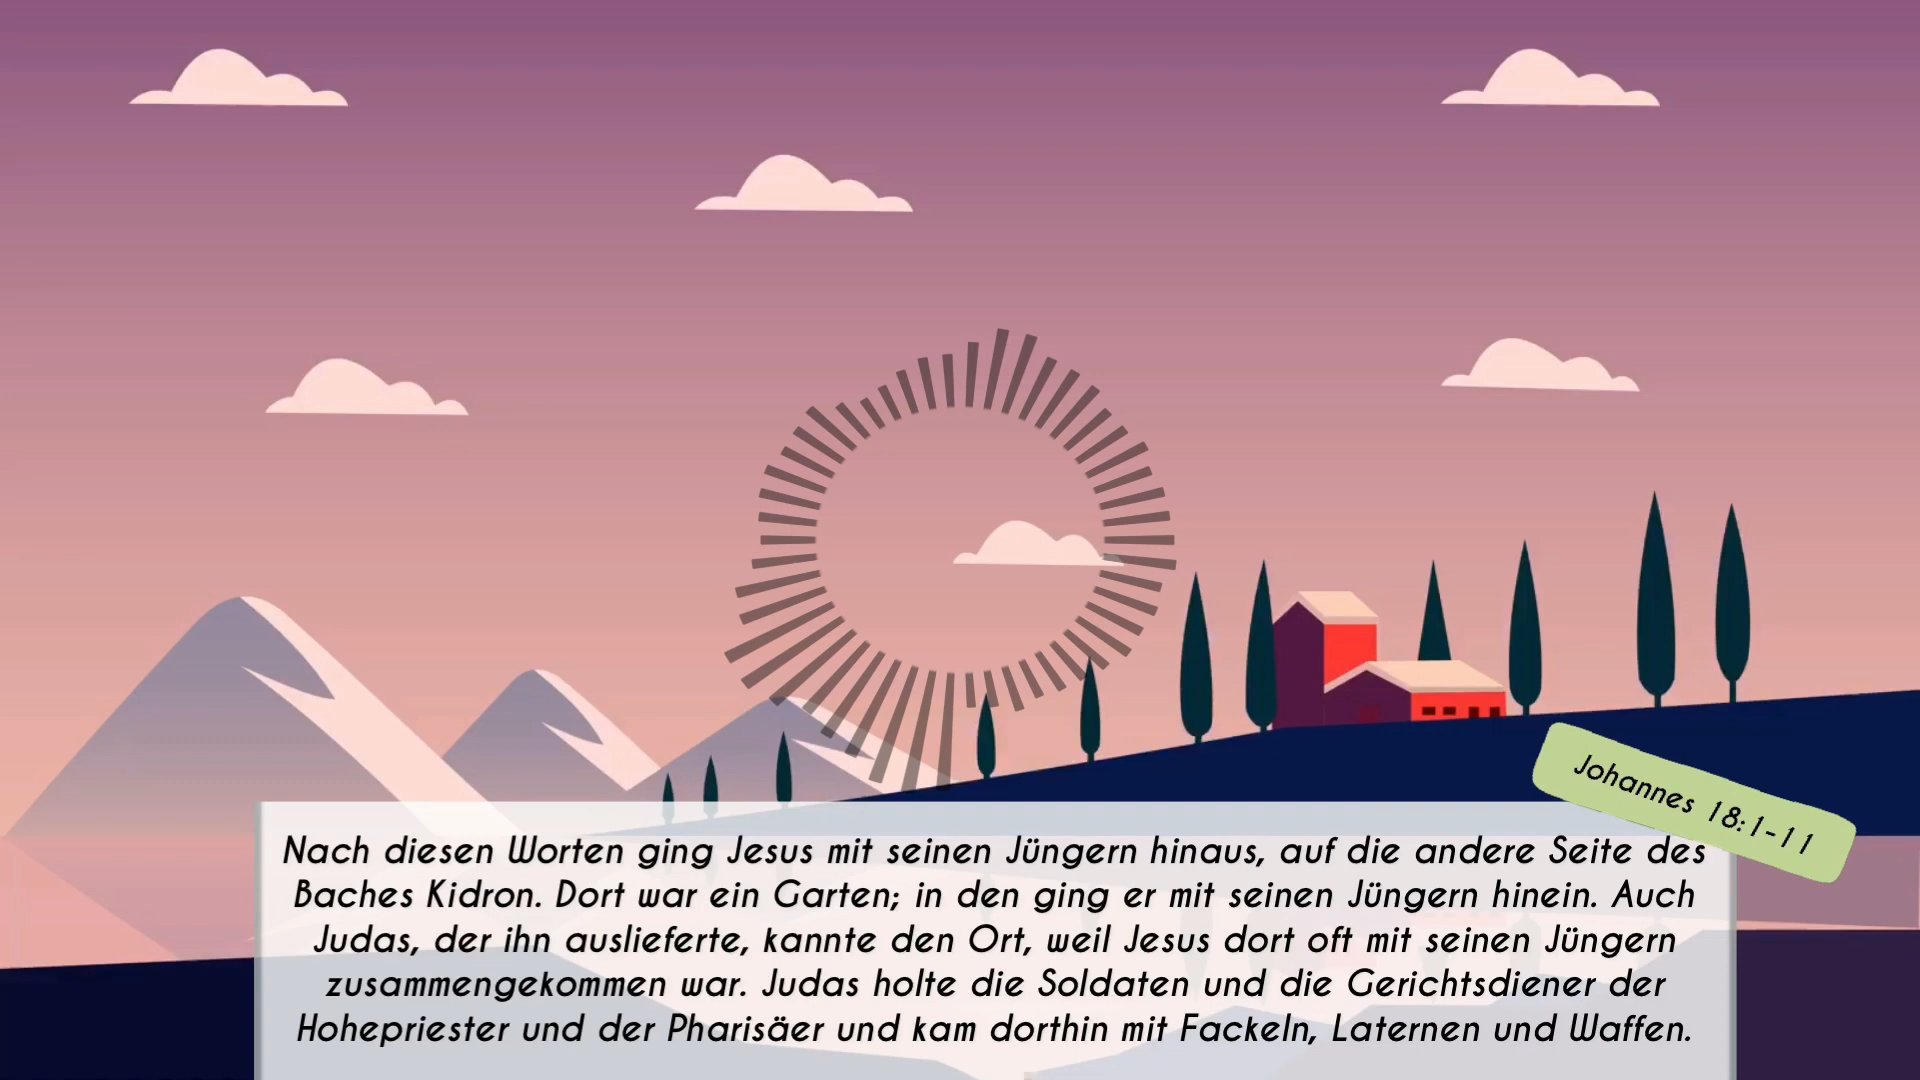 Johannes 18:1-11
Nach diesen Worten ging Jesus mit seinen Jüngern hinaus, auf die andere Seite des
Baches Kidron. Dort war ein Garten; in den ging er mit seinen Jüngern hinein. Auch
Judas, der ihn auslieferte, kannte den Ort, weil Jesus dort oft mit seinen Jüngern
zusammengekommen war. Judas holte die Soldaten und die Gerichtsdiener der
Hohepriester und der Pharisäer und kam dorthin mit Fackeln, Laternen und Waffen.